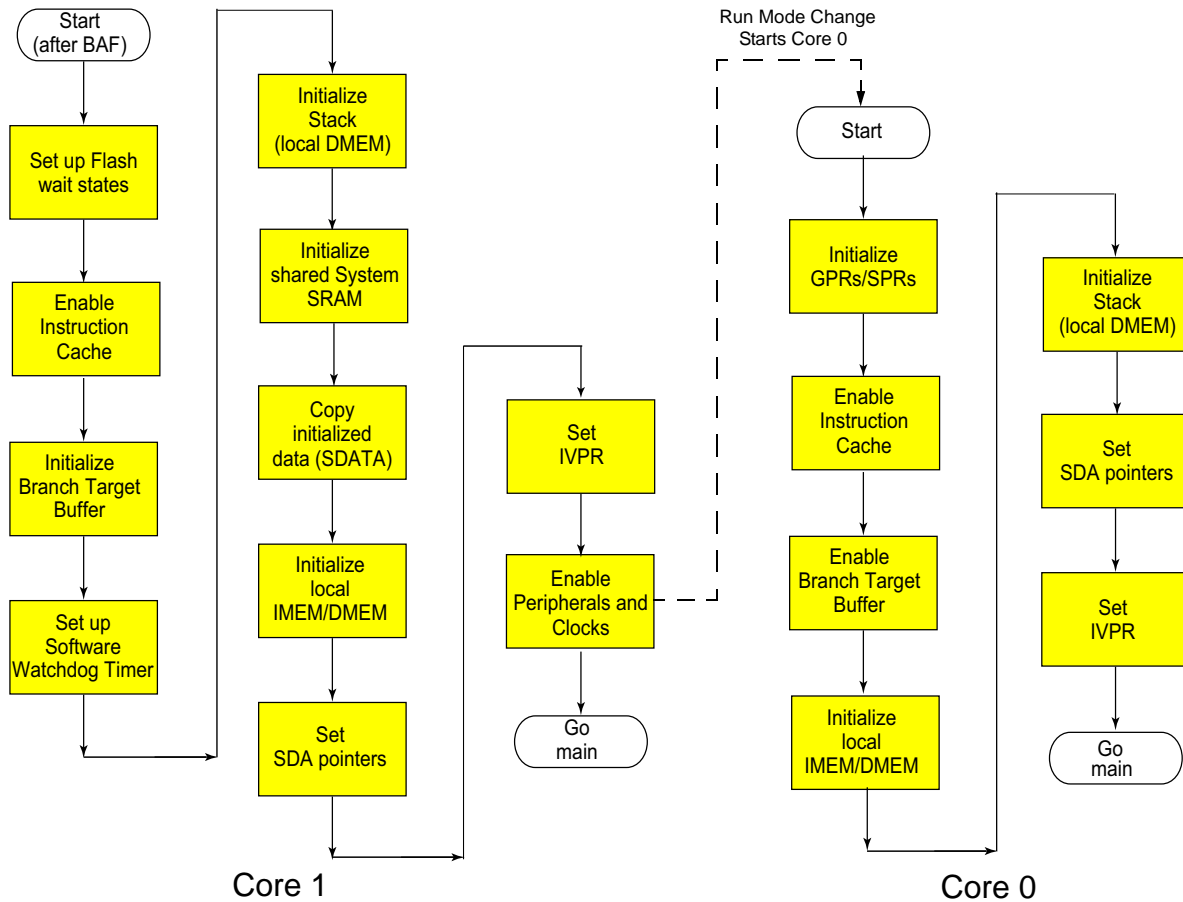 Start
(after BAF)
Set up Flash
wait states
Enable
Instruction
Cache
Initialize
Branch Target
Buffer
Set up
Software
Watchdog Timer
Initialize
Stack
(local DMEM)
Initialize
shared System
SRAM
Copy
initialized
data (SDATA)
Initialize
local
IMEM/DMEM
Set
SDA pointers
Set
IVPR
Enable
Peripherals and
Clocks
Go
main
Core 1
Run Mode Change
Starts Core 0
Start
Initialize
GPRs/SPRs
Enable
Instruction
Cache
Enable
Branch Target
Buffer
Initialize
local
IMEM/DMEM
Initialize
Stack
(local DMEM)
Set
SDA pointers
Set
IVPR
Go
main
Core 0